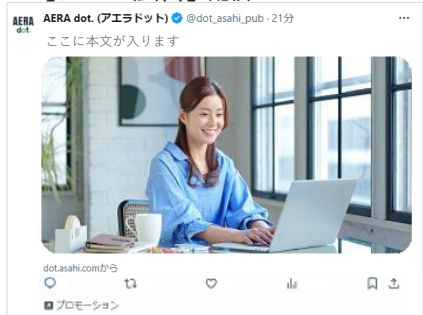 AERA dot. AERA dot. (アエラドット) @dot_asahi_pub · 21分 ···
ここに本文が入ります
dot.asahi.comから
プロモーション